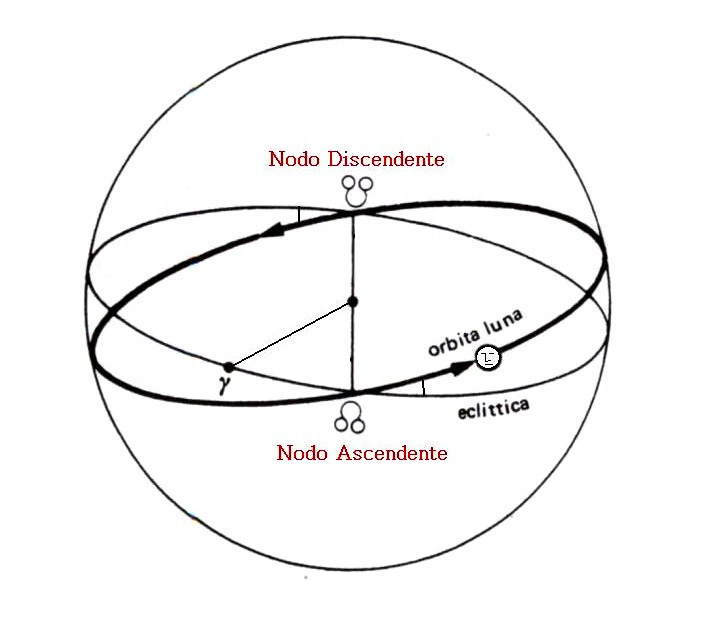 Nodo Discendente
orbita luna
γ
eclittica
Nodo Ascendente